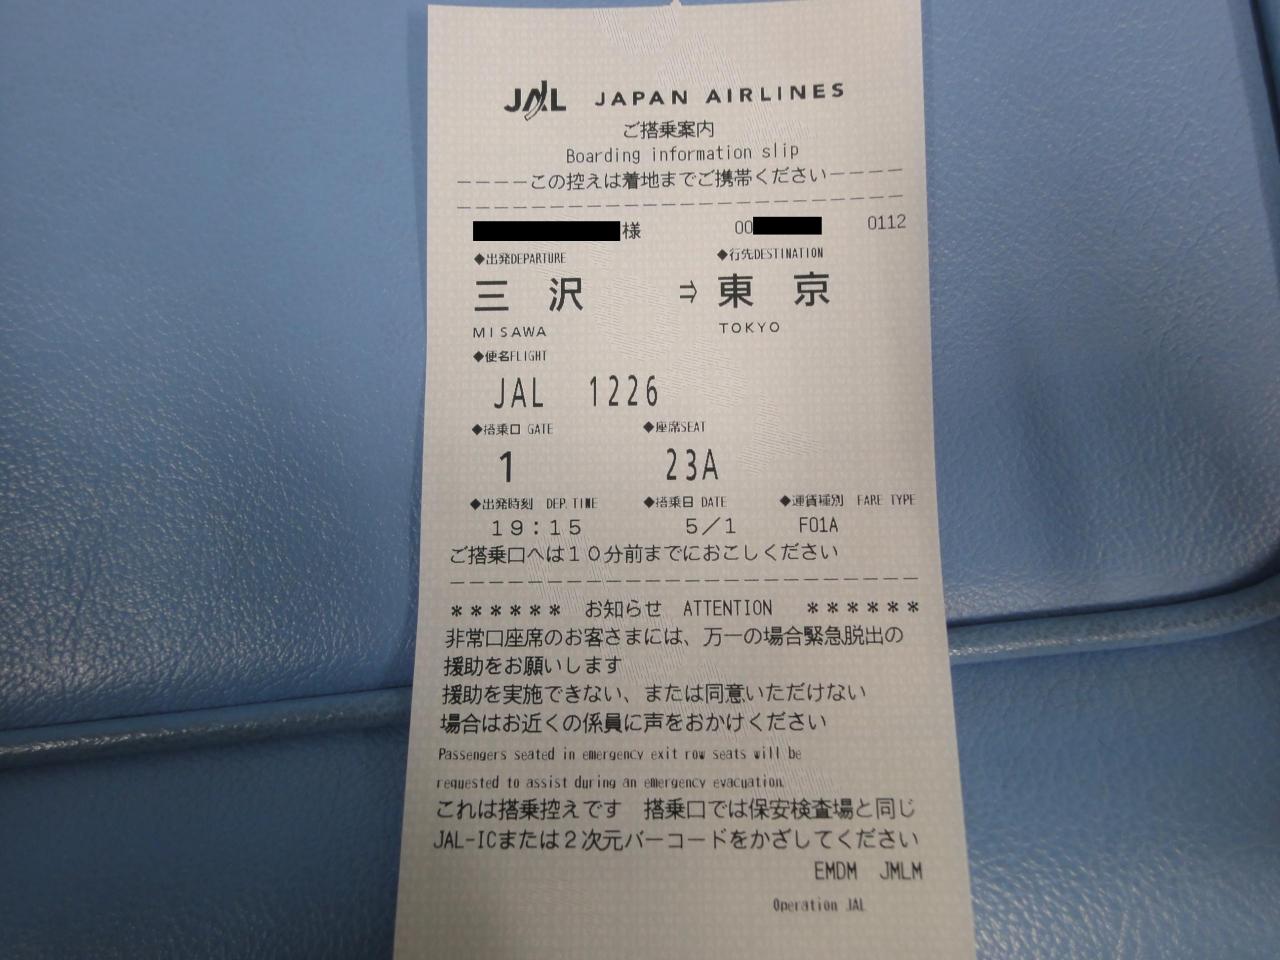 JAL JAPAN AIRLINES
ご搭乗案内
Boarding information slip
----この控えは着地までご携帯ください----
様 00 0112
◆出発DEPARTURE ◆行先DESTINATION
三 沢 ⇒ 東 京
MISAWA TOKYO
◆便名FLIGHT
JAL 1226
◆搭乗口 GATE ◆座席SEAT
1 23A
◆出発時刻 DEP.TIME ◆搭乗日 DATE ◆運賃種別 FARE TYPE
19:15 5/1 F01A
ご搭乗口へは10分前までにおこしください
****** お知らせ ATTENTION ******
非常口座席のお客さまには、万一の場合緊急脱出の
援助をお願いします
援助を実施できない、または同意いただけない
場合はお近くの係員に声をおかけください
Passengers seated in emergency exit row seats will be
requested to assist during an emergency evacuation.
これは搭乗控えです 搭乗口では保安検査場と同じ
JAL-ICまたは2次元バーコードをかざしてください
EMDM JMLM
Operation JAL